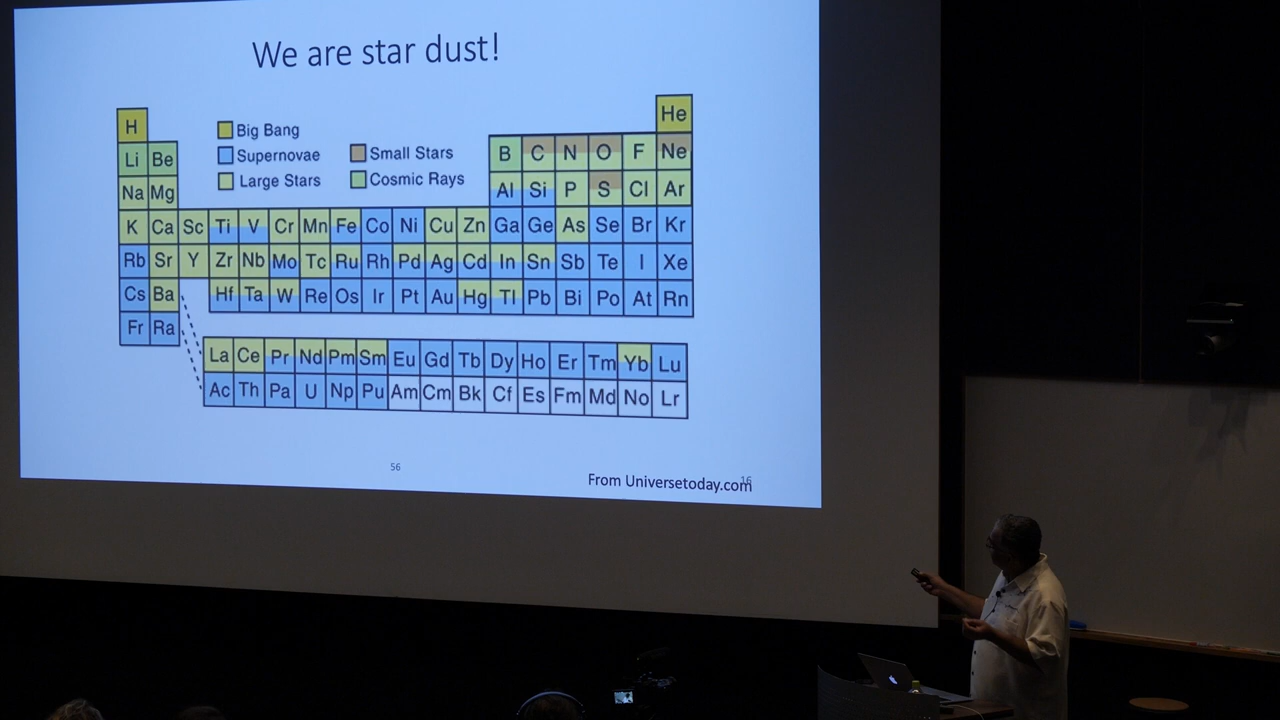 We are star dust!
H He
Big Bang
Supernovae Small Stars
Large Stars Cosmic Rays
Li Be B C N O F Ne
Na Mg Al Si P S Cl Ar
K Ca Sc Ti V Cr Mn Fe Co Ni Cu Zn Ga Ge As Se Br Kr
Rb Sr Y Zr Nb Mo Tc Ru Rh Pd Ag Cd In Sn Sb Te I Xe
Cs Ba Hf Ta W Re Os Ir Pt Au Hg Tl Pb Bi Po At Rn
Fr Ra
La Ce Pr Nd Pm Sm Eu Gd Tb Dy Ho Er Tm Yb Lu
Ac Th Pa U Np Pu Am Cm Bk Cf Es Fm Md No Lr
56
From Universetoday.com
16